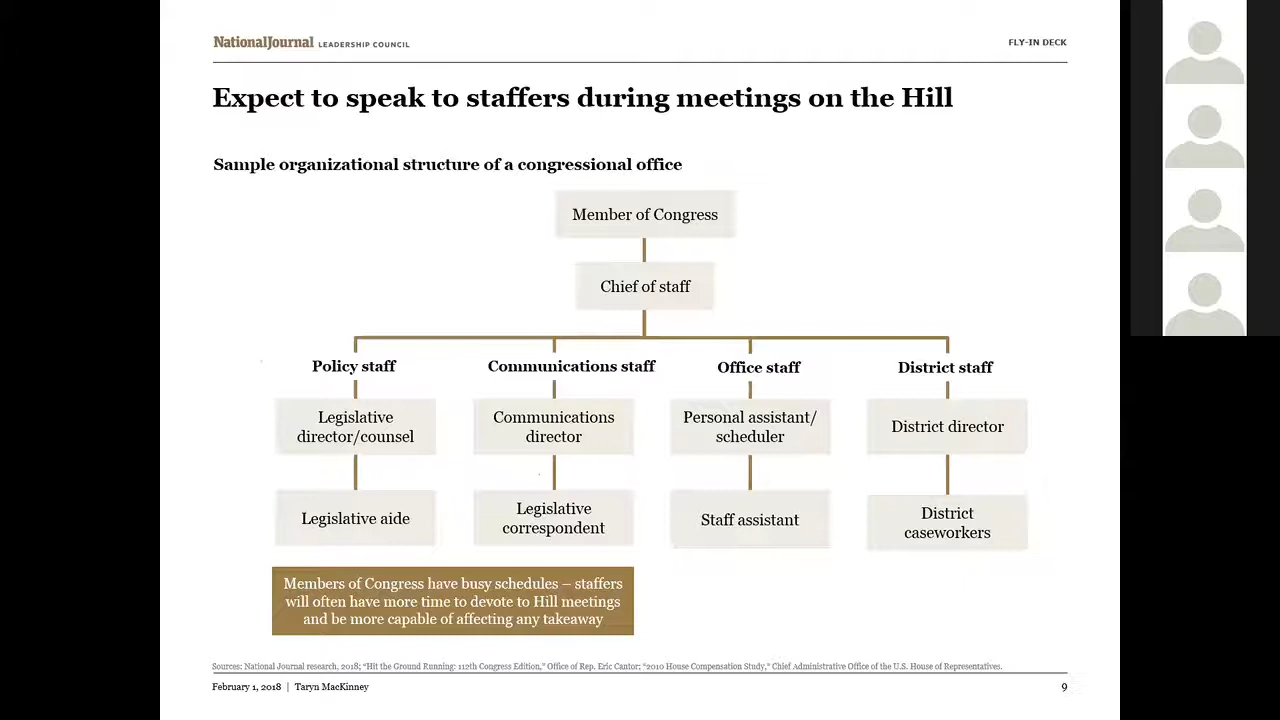 NationalJournal LEADERSHIP COUNCIL
FLY-IN DECK
Expect to speak to staffers during meetings on the Hill
Sample organizational structure of a congressional office
Member of Congress
Chief of staff
Policy staff
Communications staff
Office staff
District staff
Legislative
director/counsel
Communications
director
Personal assistant/
scheduler
District director
Legislative aide
Legislative
correspondent
Staff assistant
District
caseworkers
Members of Congress have busy schedules – staffers
will often have more time to devote to Hill meetings
and be more capable of affecting any takeaway
Sources: National Journal research, 2018; "Hit the Ground Running: 112th Congress Edition," Office of Rep. Eric Cantor; "2010 House Compensation Study," Chief Administrative Office of the U.S. House of Representatives.
February 1, 2018 | Taryn MacKinney
9